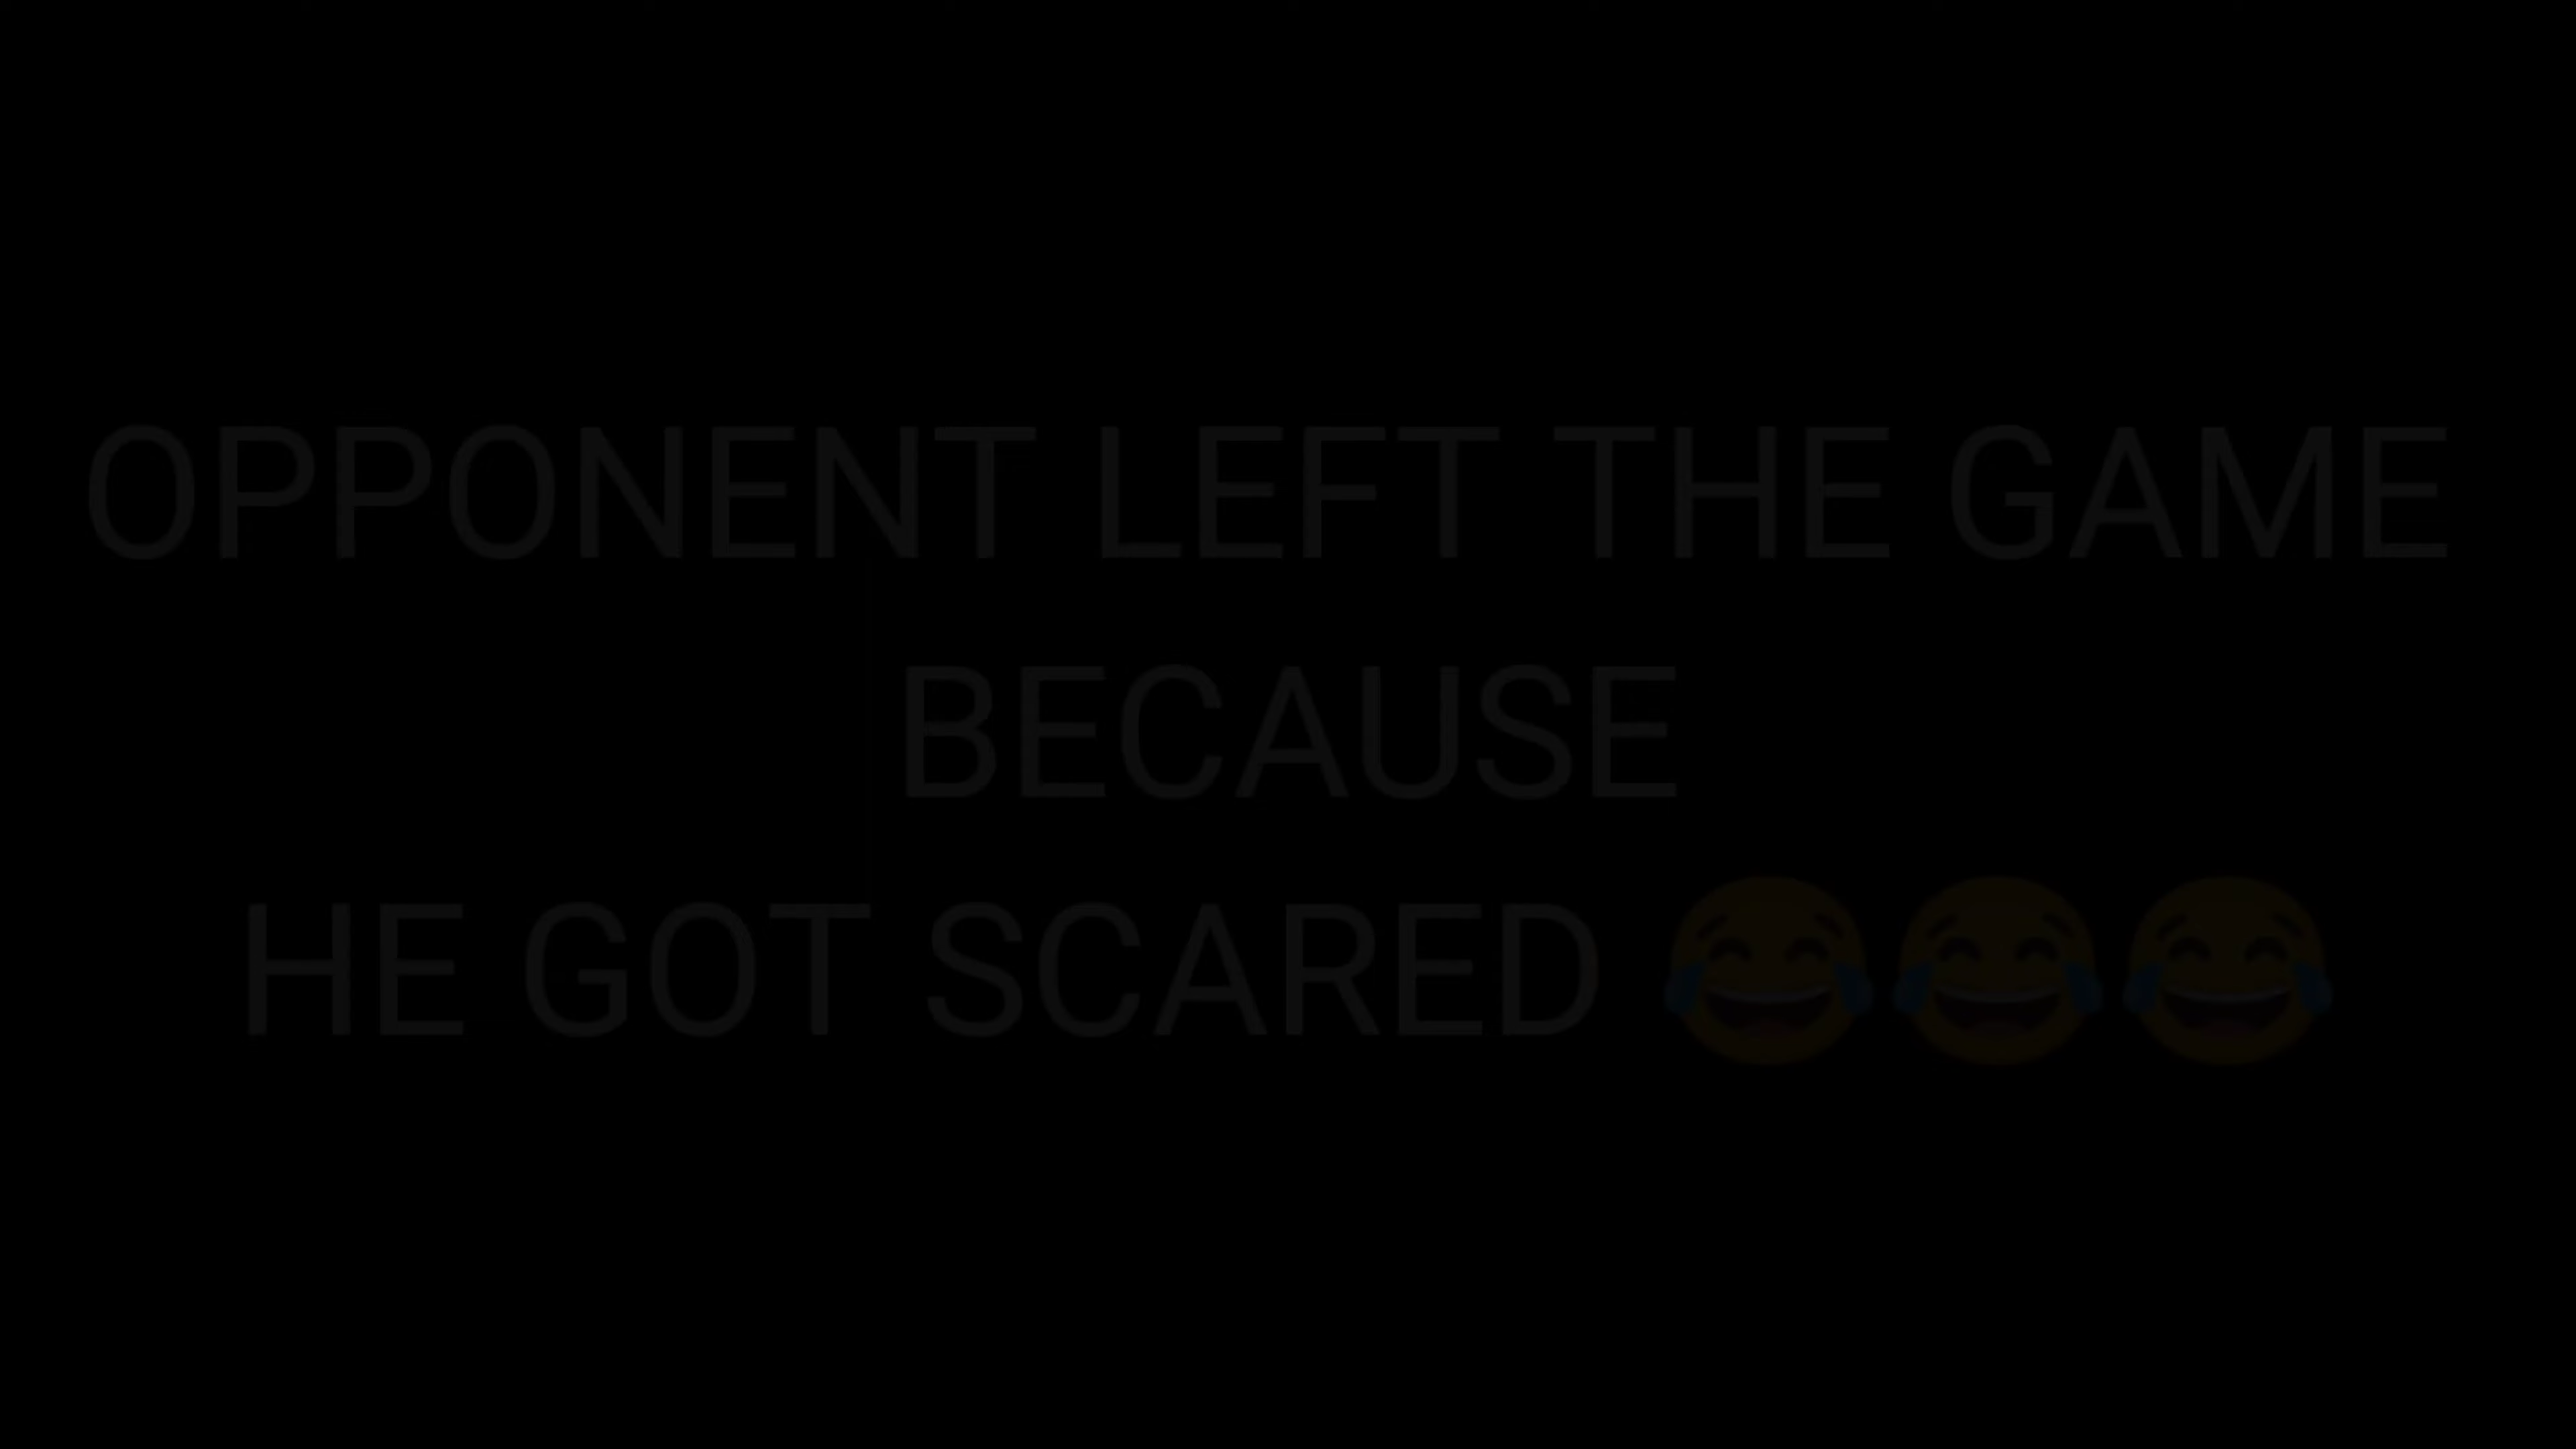 OPPONENT LEFT THE GAME
BECAUSE
HE GOT SCARED 😂😂😂